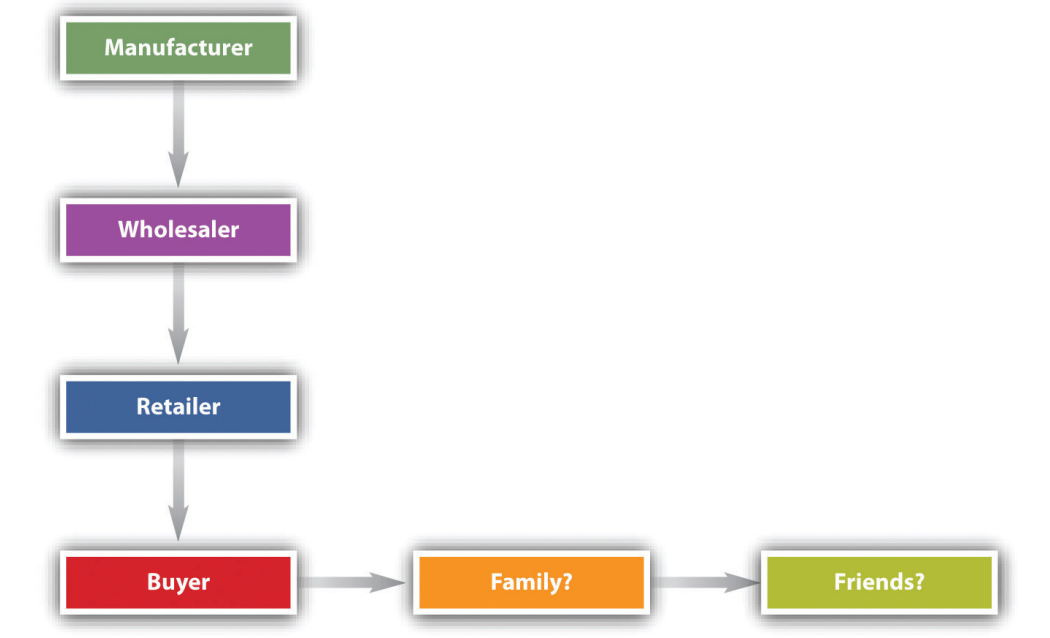 Manufacturer
Wholesaler
Retailer
Buyer
Family?
Friends?